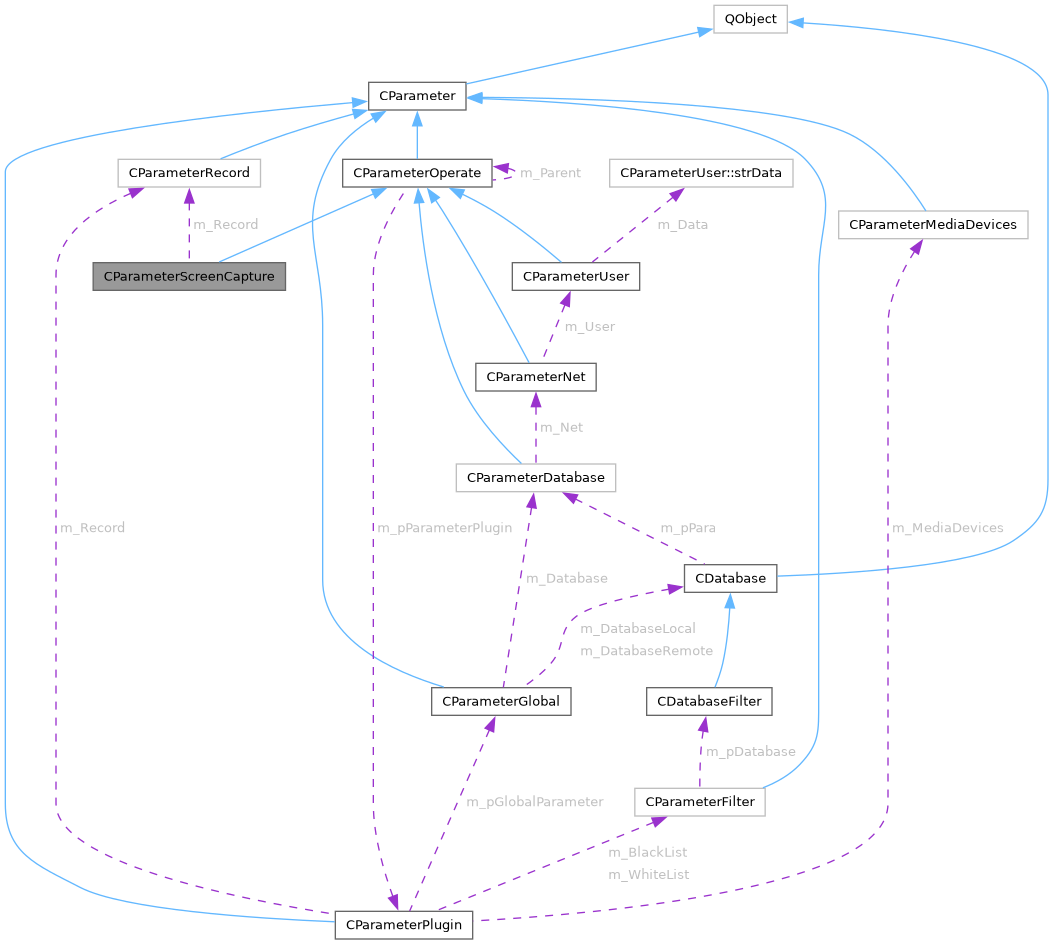 QObject
CParameter
CParameterRecord
CParameterOperate
m_Parent
CParameterUser::strData
m_Record
m_Data
CParameterMediaDevices
CParameterScreenCapture
CParameterUser
m_User
CParameterNet
m_Net
CParameterDatabase
m_Record
m_pParameterPlugin
m_pPara
m_MediaDevices
m_Database
CDatabase
m_DatabaseLocal
m_DatabaseRemote
CParameterGlobal
CDatabaseFilter
m_pDatabase
m_pGlobalParameter
CParameterFilter
m_BlackList
m_WhiteList
CParameterPlugin